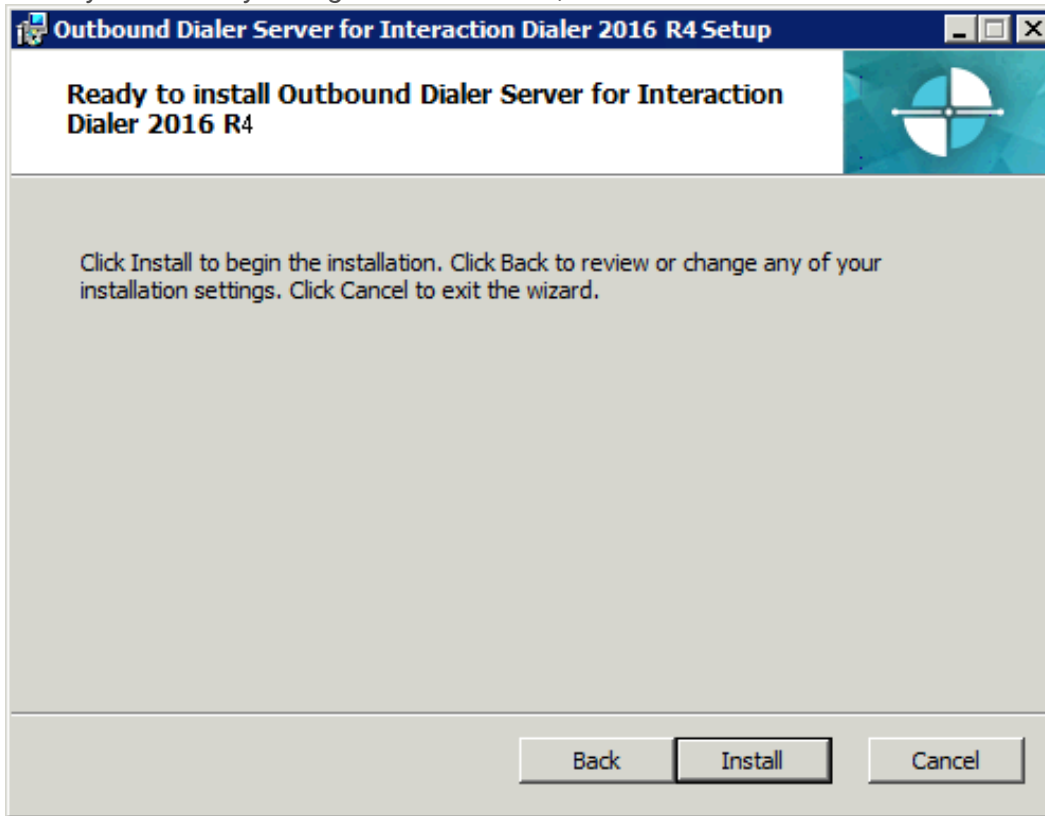 Outbound Dialer Server for Interaction Dialer 2016 R4 Setup
Ready to install Outbound Dialer Server for Interaction
Dialer 2016 R4
Click Install to begin the installation. Click Back to review or change any of your
installation settings. Click Cancel to exit the wizard.
Back
Install
Cancel